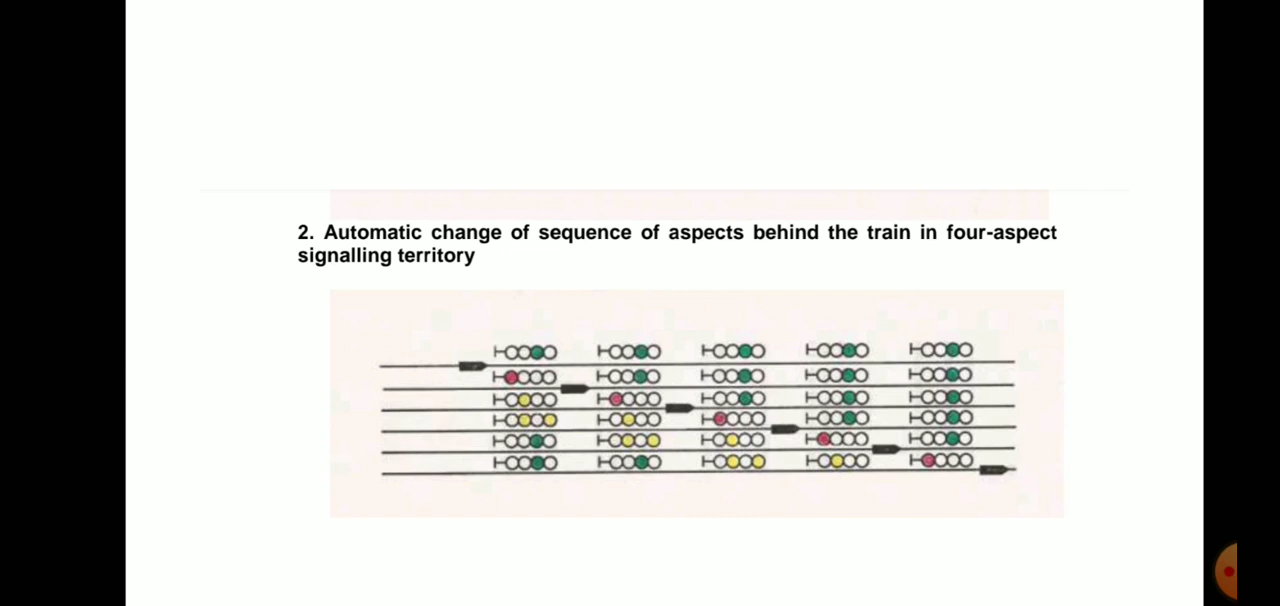 2. Automatic change of sequence of aspects behind the train in four-aspect
signalling territory